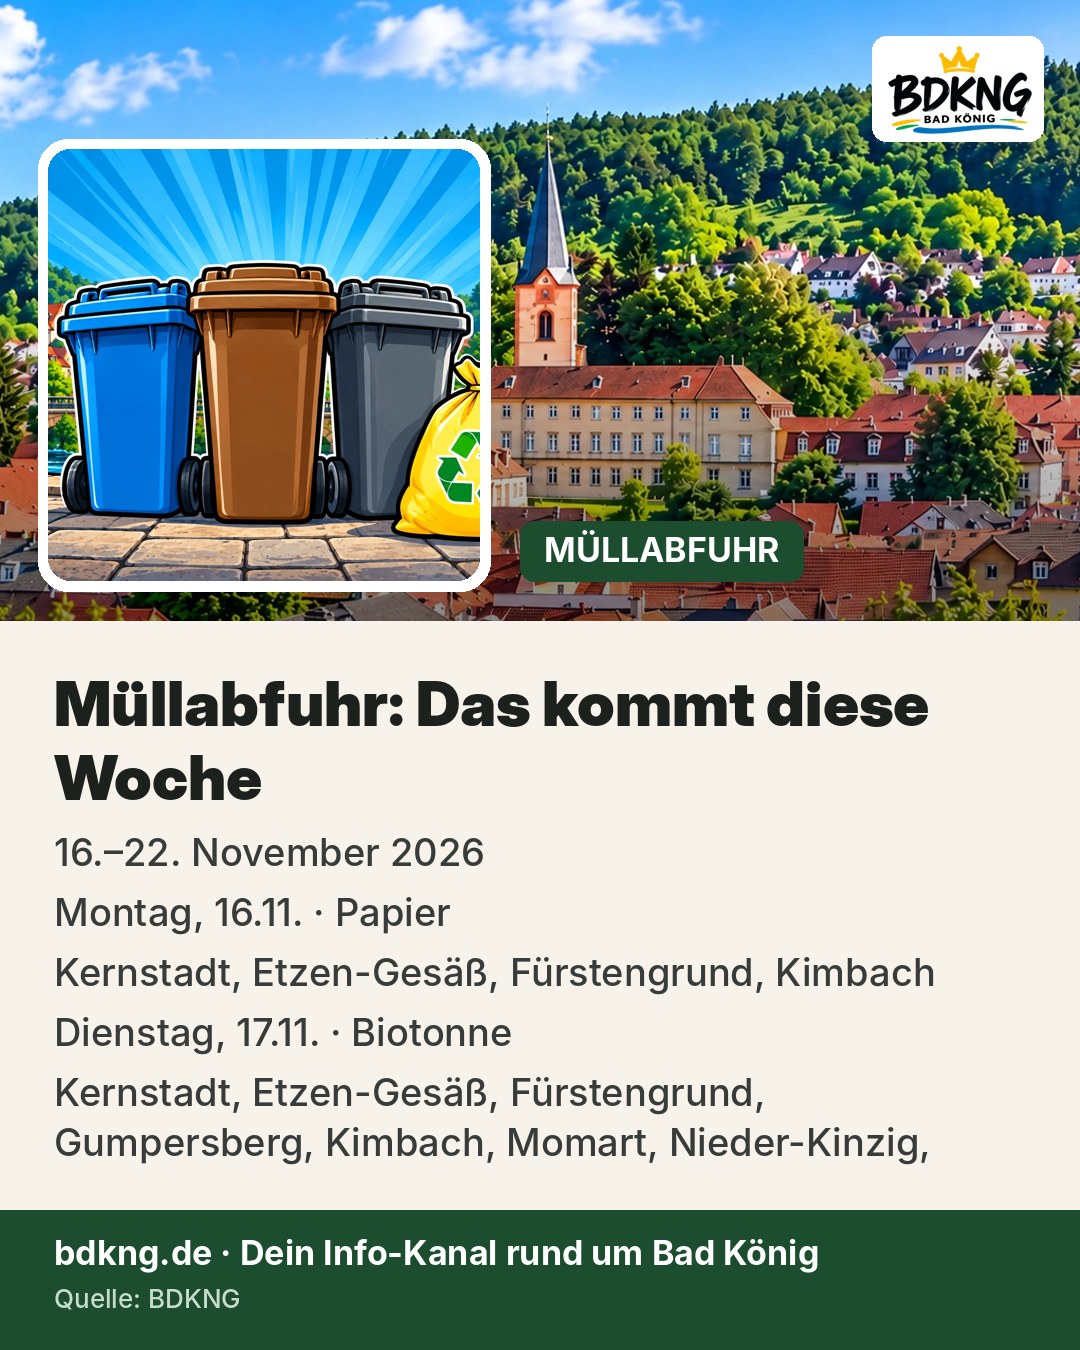 BDKNG
BAD KÖNIG
MÜLLABFUHR
Müllabfuhr: Das kommt diese
Woche
16.–22. November 2026
Montag, 16.11. · Papier
Kernstadt, Etzen-Gesäß, Fürstengrund, Kimbach
Dienstag, 17.11. · Biotonne
Kernstadt, Etzen-Gesäß, Fürstengrund,
Gumpersberg, Kimbach, Momart, Nieder-Kinzig,
bdkng.de · Dein Info-Kanal rund um Bad König
Quelle: BDKNG